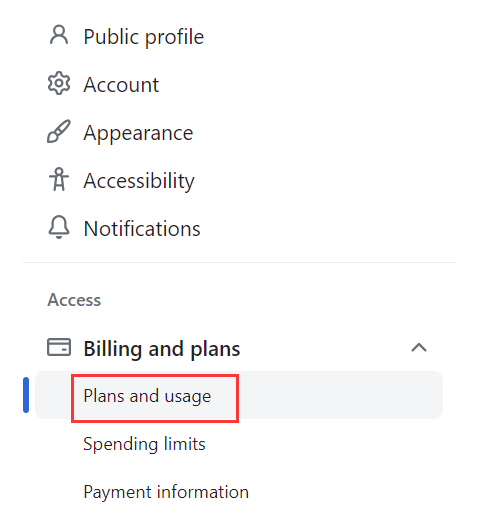 Public profile
Account
Appearance
Accessibility
Notifications
Access
Billing and plans
Plans and usage
Spending limits
Payment information